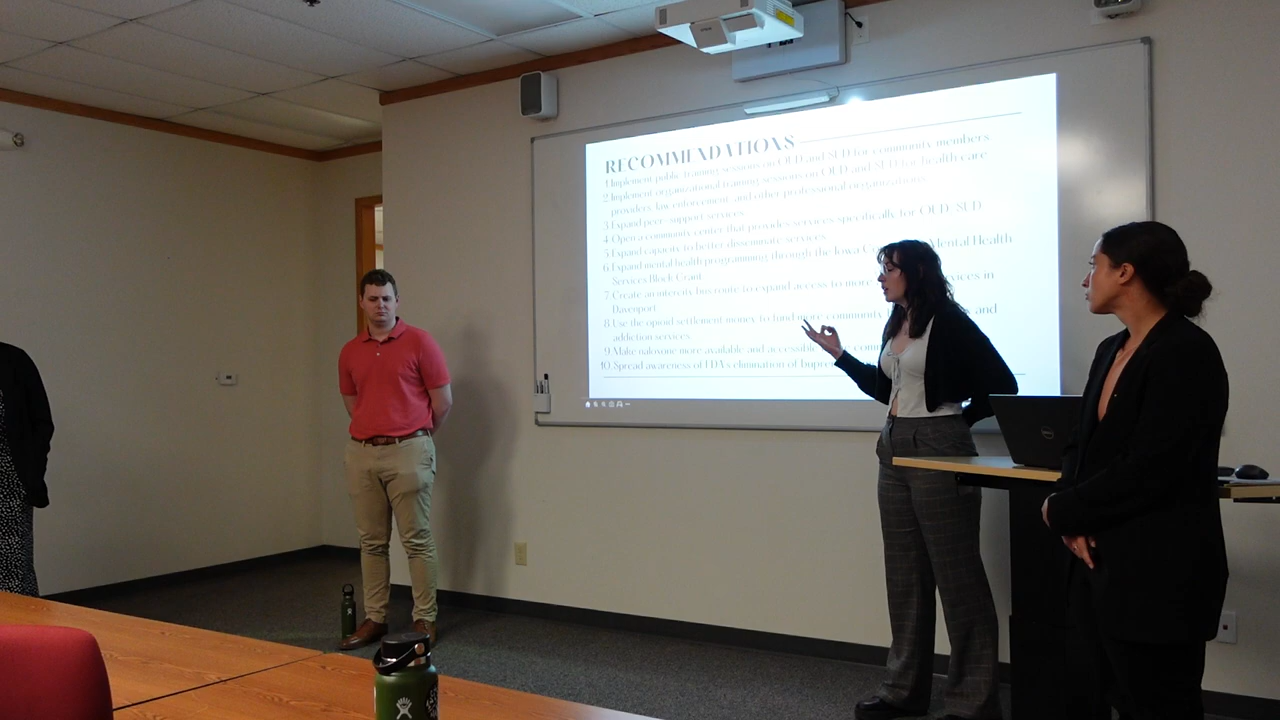 RECOMMENDATIONS
1. Implement public training sessions on OUD and SUD for community members
2. Implement organizational training sessions on OUD and SUD for health care
providers, law enforcement, and other professional organizations
3. Expand peer-support services
4. Open a community center that provides services specifically for OUD/SUD
5. Expand capacity to better disseminate services
6. Expand mental health programming through the Iowa Mental Health
Services Block Grant
7. Create an intercity bus route to expand access to more services in
Davenport
8. Use the opioid settlement money to fund more community and
addiction services
9. Make naloxone more available and accessible
10. Spread awareness of FDA's elimination of
DELL